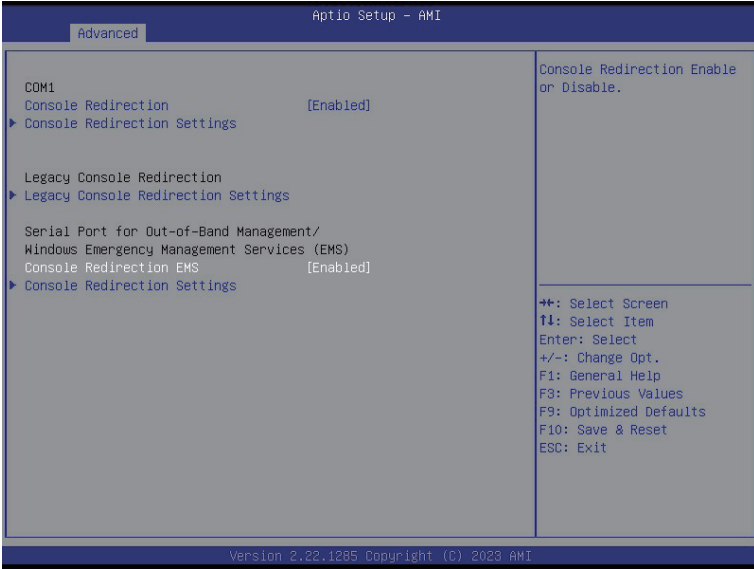 Aptio Setup – AMI
Advanced
COM1
Console Redirection [Enabled]
▶ Console Redirection Settings
Legacy Console Redirection
▶ Legacy Console Redirection Settings
Serial Port for Out-of-Band Management/
Windows Emergency Management Services (EMS)
Console Redirection EMS [Enabled]
▶ Console Redirection Settings
Console Redirection Enable
or Disable.
→←: Select Screen
↑↓: Select Item
Enter: Select
+/-: Change Opt.
F1: General Help
F3: Previous Values
F9: Optimized Defaults
F10: Save & Reset
ESC: Exit
Version 2.22.1285 Copyright (C) 2023 AMI